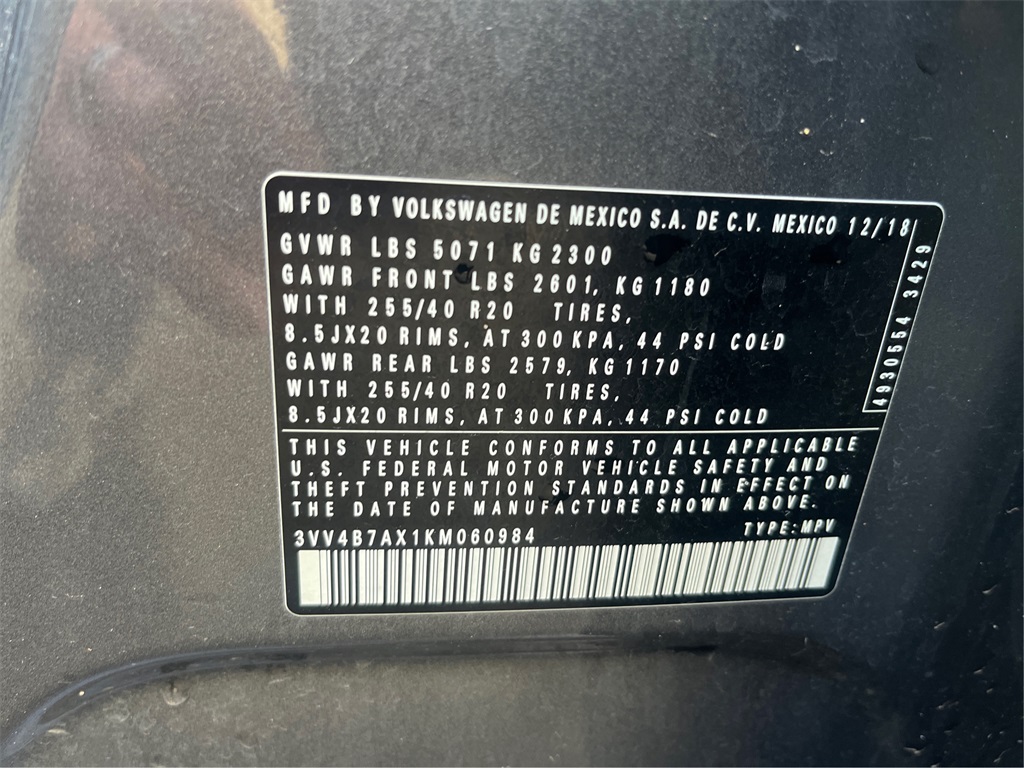 MFD BY VOLKSWAGEN DE MEXICO S.A. DE C.V. MEXICO 12/18
GVWR LBS 5071 KG 2300
GAWR FRONT LBS 2601, KG 1180
WITH 255/40 R20 TIRES,
8.5JX20 RIMS, AT 300 KPA, 44 PSI COLD
GAWR REAR LBS 2579, KG 1170
WITH 255/40 R20 TIRES,
8.5JX20 RIMS, AT 300 KPA, 44 PSI COLD
4930554 3429
THIS VEHICLE CONFORMS TO ALL APPLICABLE
U.S. FEDERAL MOTOR VEHICLE SAFETY AND
THEFT PREVENTION STANDARDS IN EFFECT ON
THE DATE OF MANUFACTURE SHOWN ABOVE.
3VV4B7AX1KM060984 TYPE: MPV